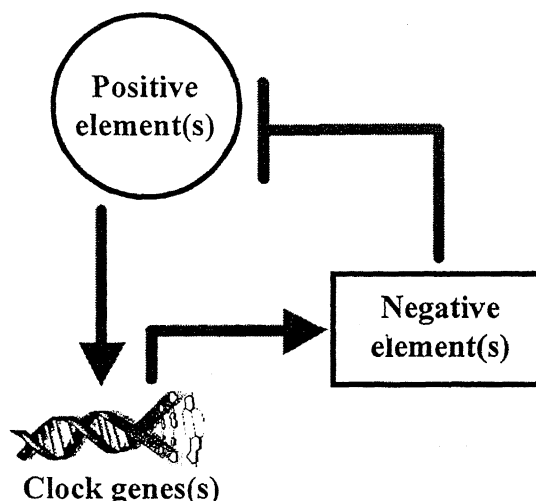 Positive
element(s)
Negative
element(s)
Clock genes(s)